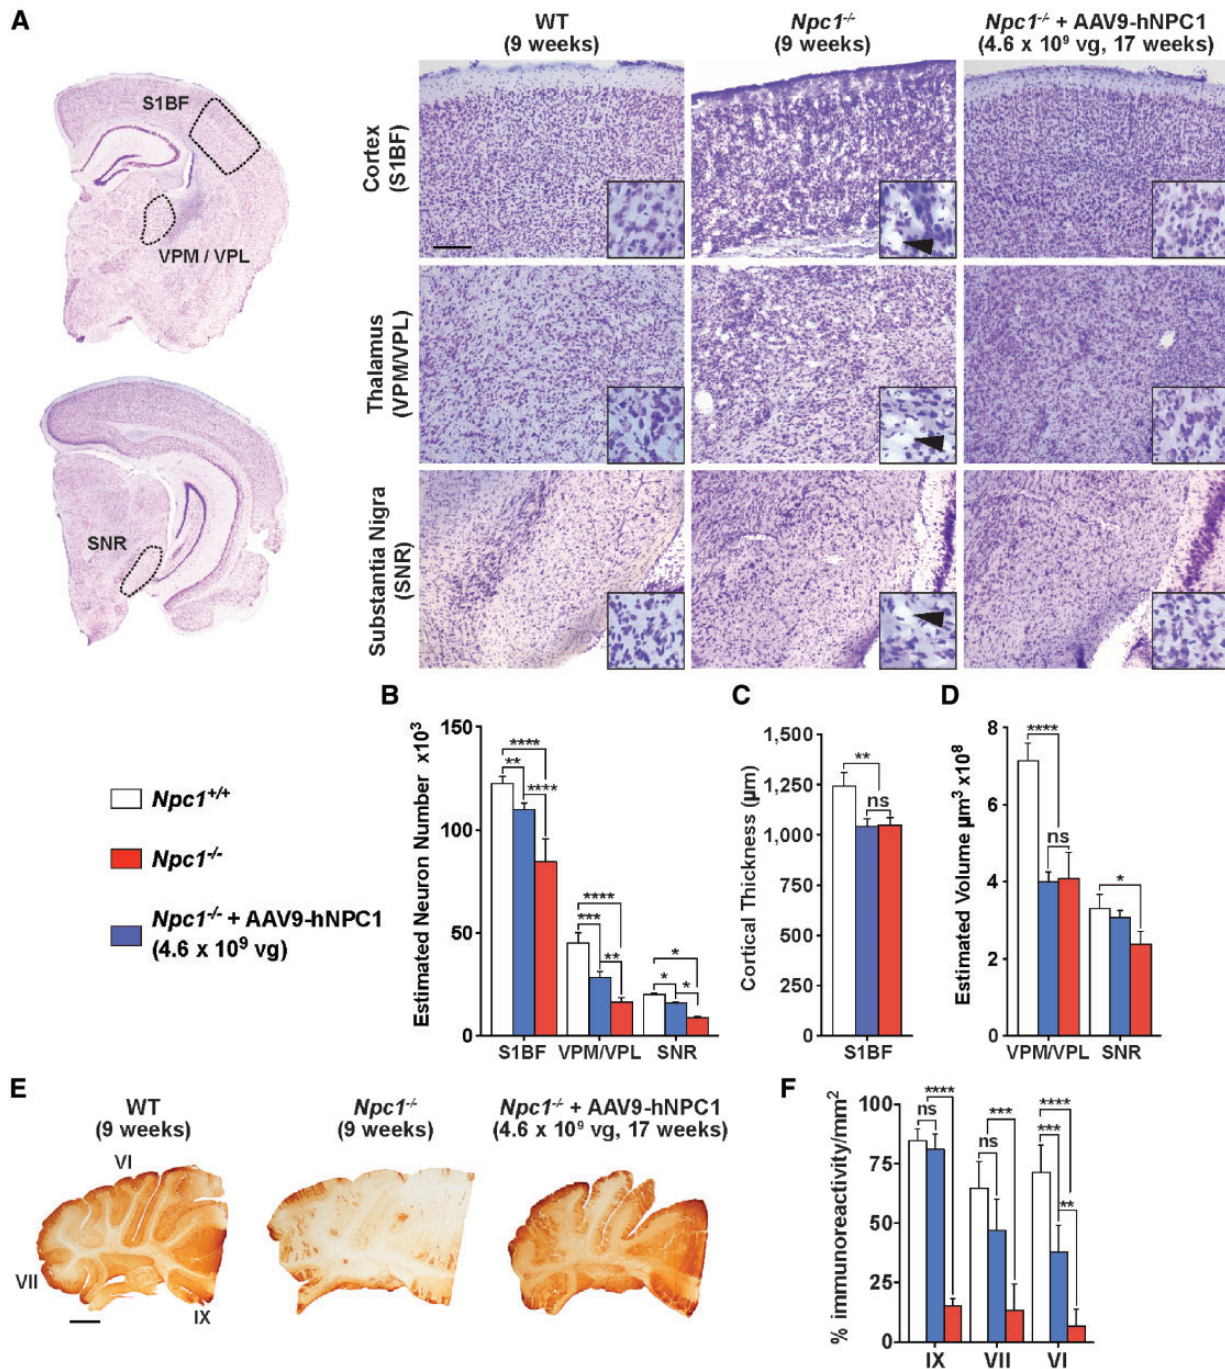 A
WT
(9 weeks)
Npc1-/-
(9 weeks)
Npc1-/- + AAV9-hNPC1
(4.6 x 10⁹ vg, 17 weeks)
S1BF
VPM / VPL
SNR
Cortex
(S1BF)
Thalamus
(VPM/VPL)
Substantia Nigra
(SNR)
Npc1+/+
Npc1-/-
Npc1-/- + AAV9-hNPC1
(4.6 x 10⁹ vg)
B
Estimated Neuron Number x10³
150
100
50
0
****
**
****
****
***
**
*
*
*
S1BF
VPM/VPL
SNR
C
Cortical Thickness (µm)
1,500
1,250
1,000
750
500
250
0
**
ns
S1BF
D
Estimated Volume µm³ x10⁸
8
6
4
2
0
****
ns
*
VPM/VPL
SNR
E
WT
(9 weeks)
Npc1-/-
(9 weeks)
Npc1-/- + AAV9-hNPC1
(4.6 x 10⁹ vg, 17 weeks)
VI
VII
IX
F
% immunoreactivity/mm²
100
75
50
25
0
****
ns
***
ns
****
***
**
IX
VII
VI